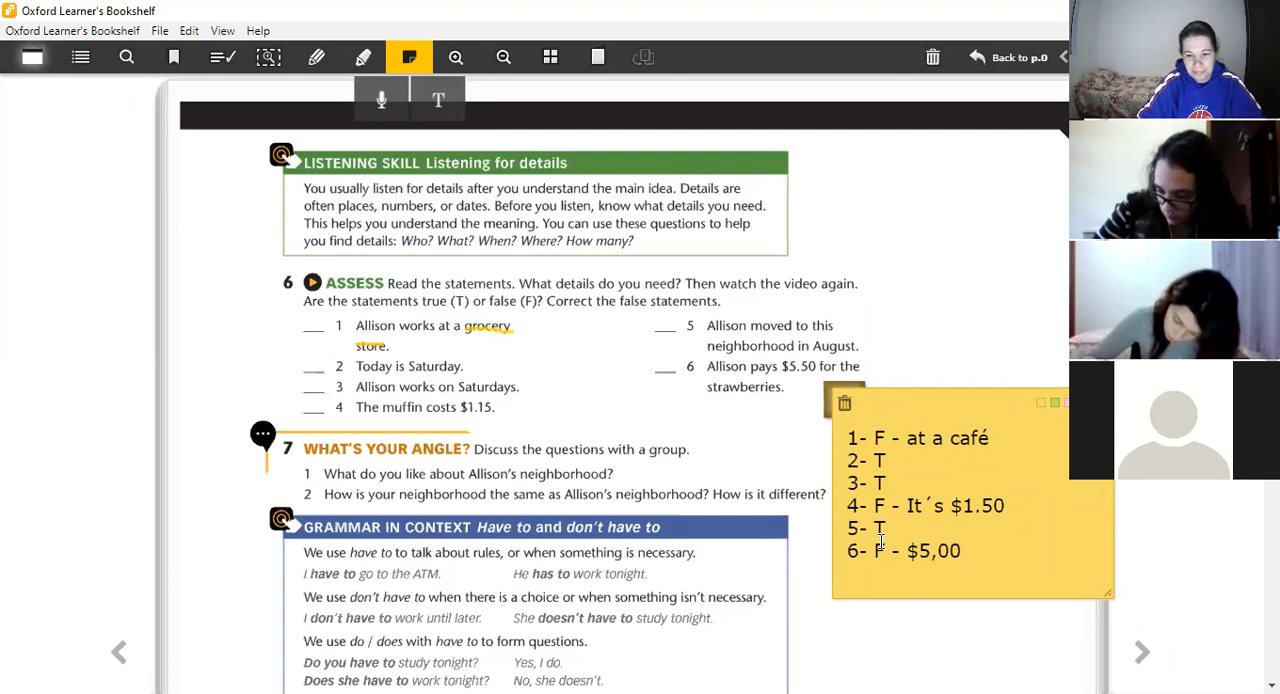 Oxford Learner's Bookshelf
Oxford Learner's Bookshelf File Edit View Help
Back to p.0
T
LISTENING SKILL Listening for details
You usually listen for details after you understand the main idea. Details are
often places, numbers, or dates. Before you listen, know what details you need.
This helps you understand the meaning. You can use these questions to help
you find details: Who? What? When? Where? How many?
6 ASSESS Read the statements. What details do you need? Then watch the video again.
Are the statements true (T) or false (F)? Correct the false statements.
___ 1 Allison works at a grocery
store.
___ 2 Today is Saturday.
___ 3 Allison works on Saturdays.
___ 4 The muffin costs $1.15.
___ 5 Allison moved to this
neighborhood in August.
___ 6 Allison pays $5.50 for the
strawberries.
7 WHAT'S YOUR ANGLE? Discuss the questions with a group.
1 What do you like about Allison's neighborhood?
2 How is your neighborhood the same as Allison's neighborhood? How is it different?
GRAMMAR IN CONTEXT Have to and don't have to
We use have to to talk about rules, or when something is necessary.
I have to go to the ATM. He has to work tonight.
We use don't have to when there is a choice or when something isn't necessary.
I don't have to work until later. She doesn't have to study tonight.
We use do / does with have to to form questions.
Do you have to study tonight? Yes, I do.
Does she have to work tonight? No, she doesn't.
1- F - at a café
2- T
3- T
4- F - It´s $1.50
5- T
6- F - $5,00